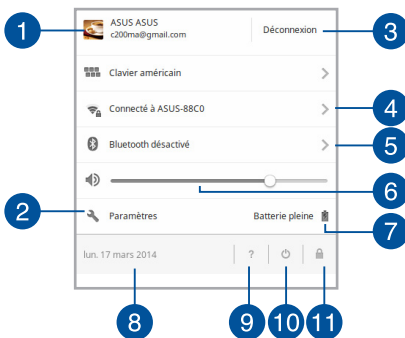 ASUS ASUS
c200ma@gmail.com
Déconnexion
1
3
Clavier américain
Connecté à ASUS-88C0
4
Bluetooth désactivé
5
6
2
Paramètres
Batterie pleine
7
lun. 17 mars 2014
?
8
9
10
11